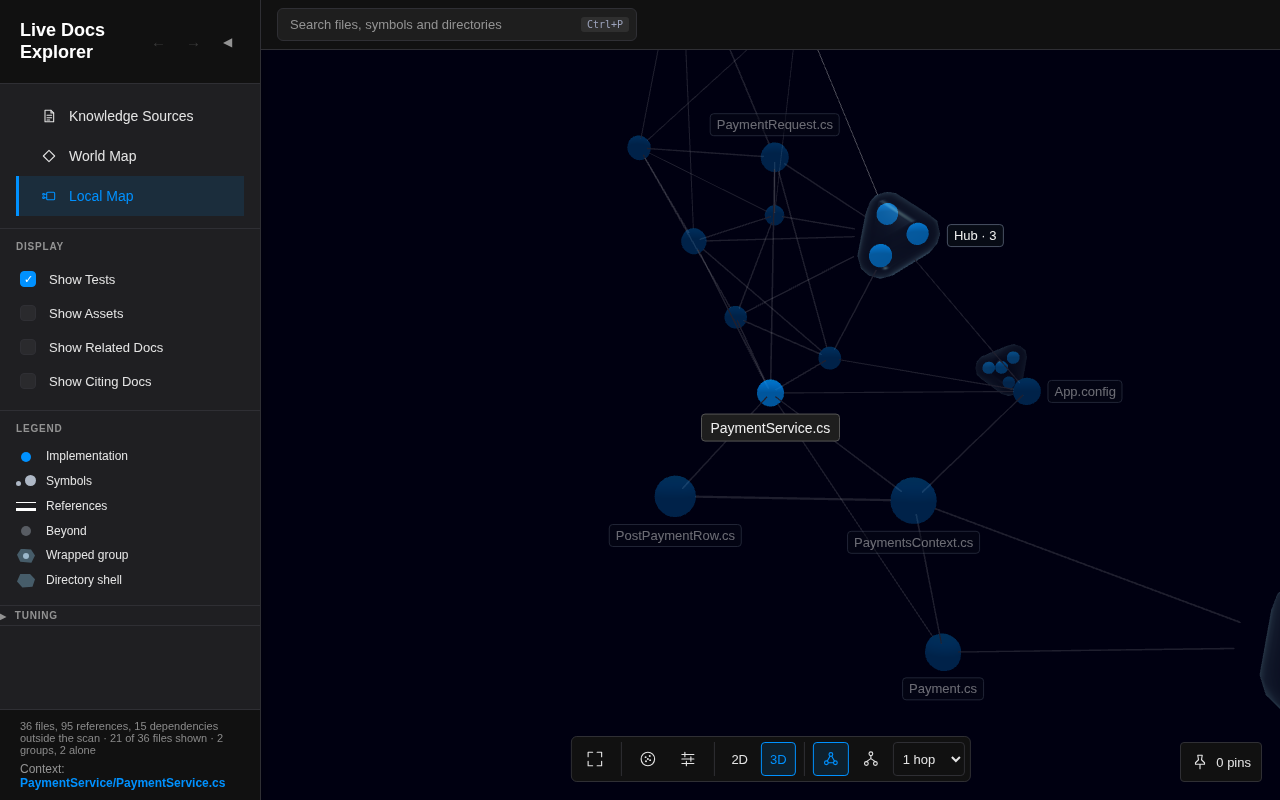 Live Docs
Explorer
Search files, symbols and directories
Ctrl+P
Knowledge Sources
World Map
Local Map
DISPLAY
Show Tests
Show Assets
Show Related Docs
Show Citing Docs
LEGEND
Implementation
Symbols
References
Beyond
Wrapped group
Directory shell
TUNING
36 files, 95 references, 15 dependencies
outside the scan · 21 of 36 files shown · 2
groups, 2 alone
Context:
PaymentService/PaymentService.cs
PaymentRequest.cs
Hub · 3
App.config
PaymentService.cs
PostPaymentRow.cs
PaymentsContext.cs
Payment.cs
2D
3D
1 hop
0 pins